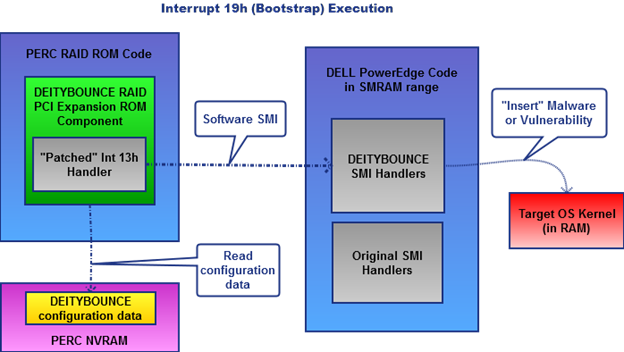 Interrupt 19h (Bootstrap) Execution
PERC RAID ROM Code
DEITYBOUNCE RAID
PCI Expansion ROM
Component
"Patched" Int 13h
Handler
Software SMI
DELL PowerEdge Code
in SMRAM range
DEITYBOUNCE
SMI Handlers
Original SMI
Handlers
"Insert" Malware
or Vulnerability
Target OS Kernel
(in RAM)
Read
configuration
data
DEITYBOUNCE
configuration data
PERC NVRAM